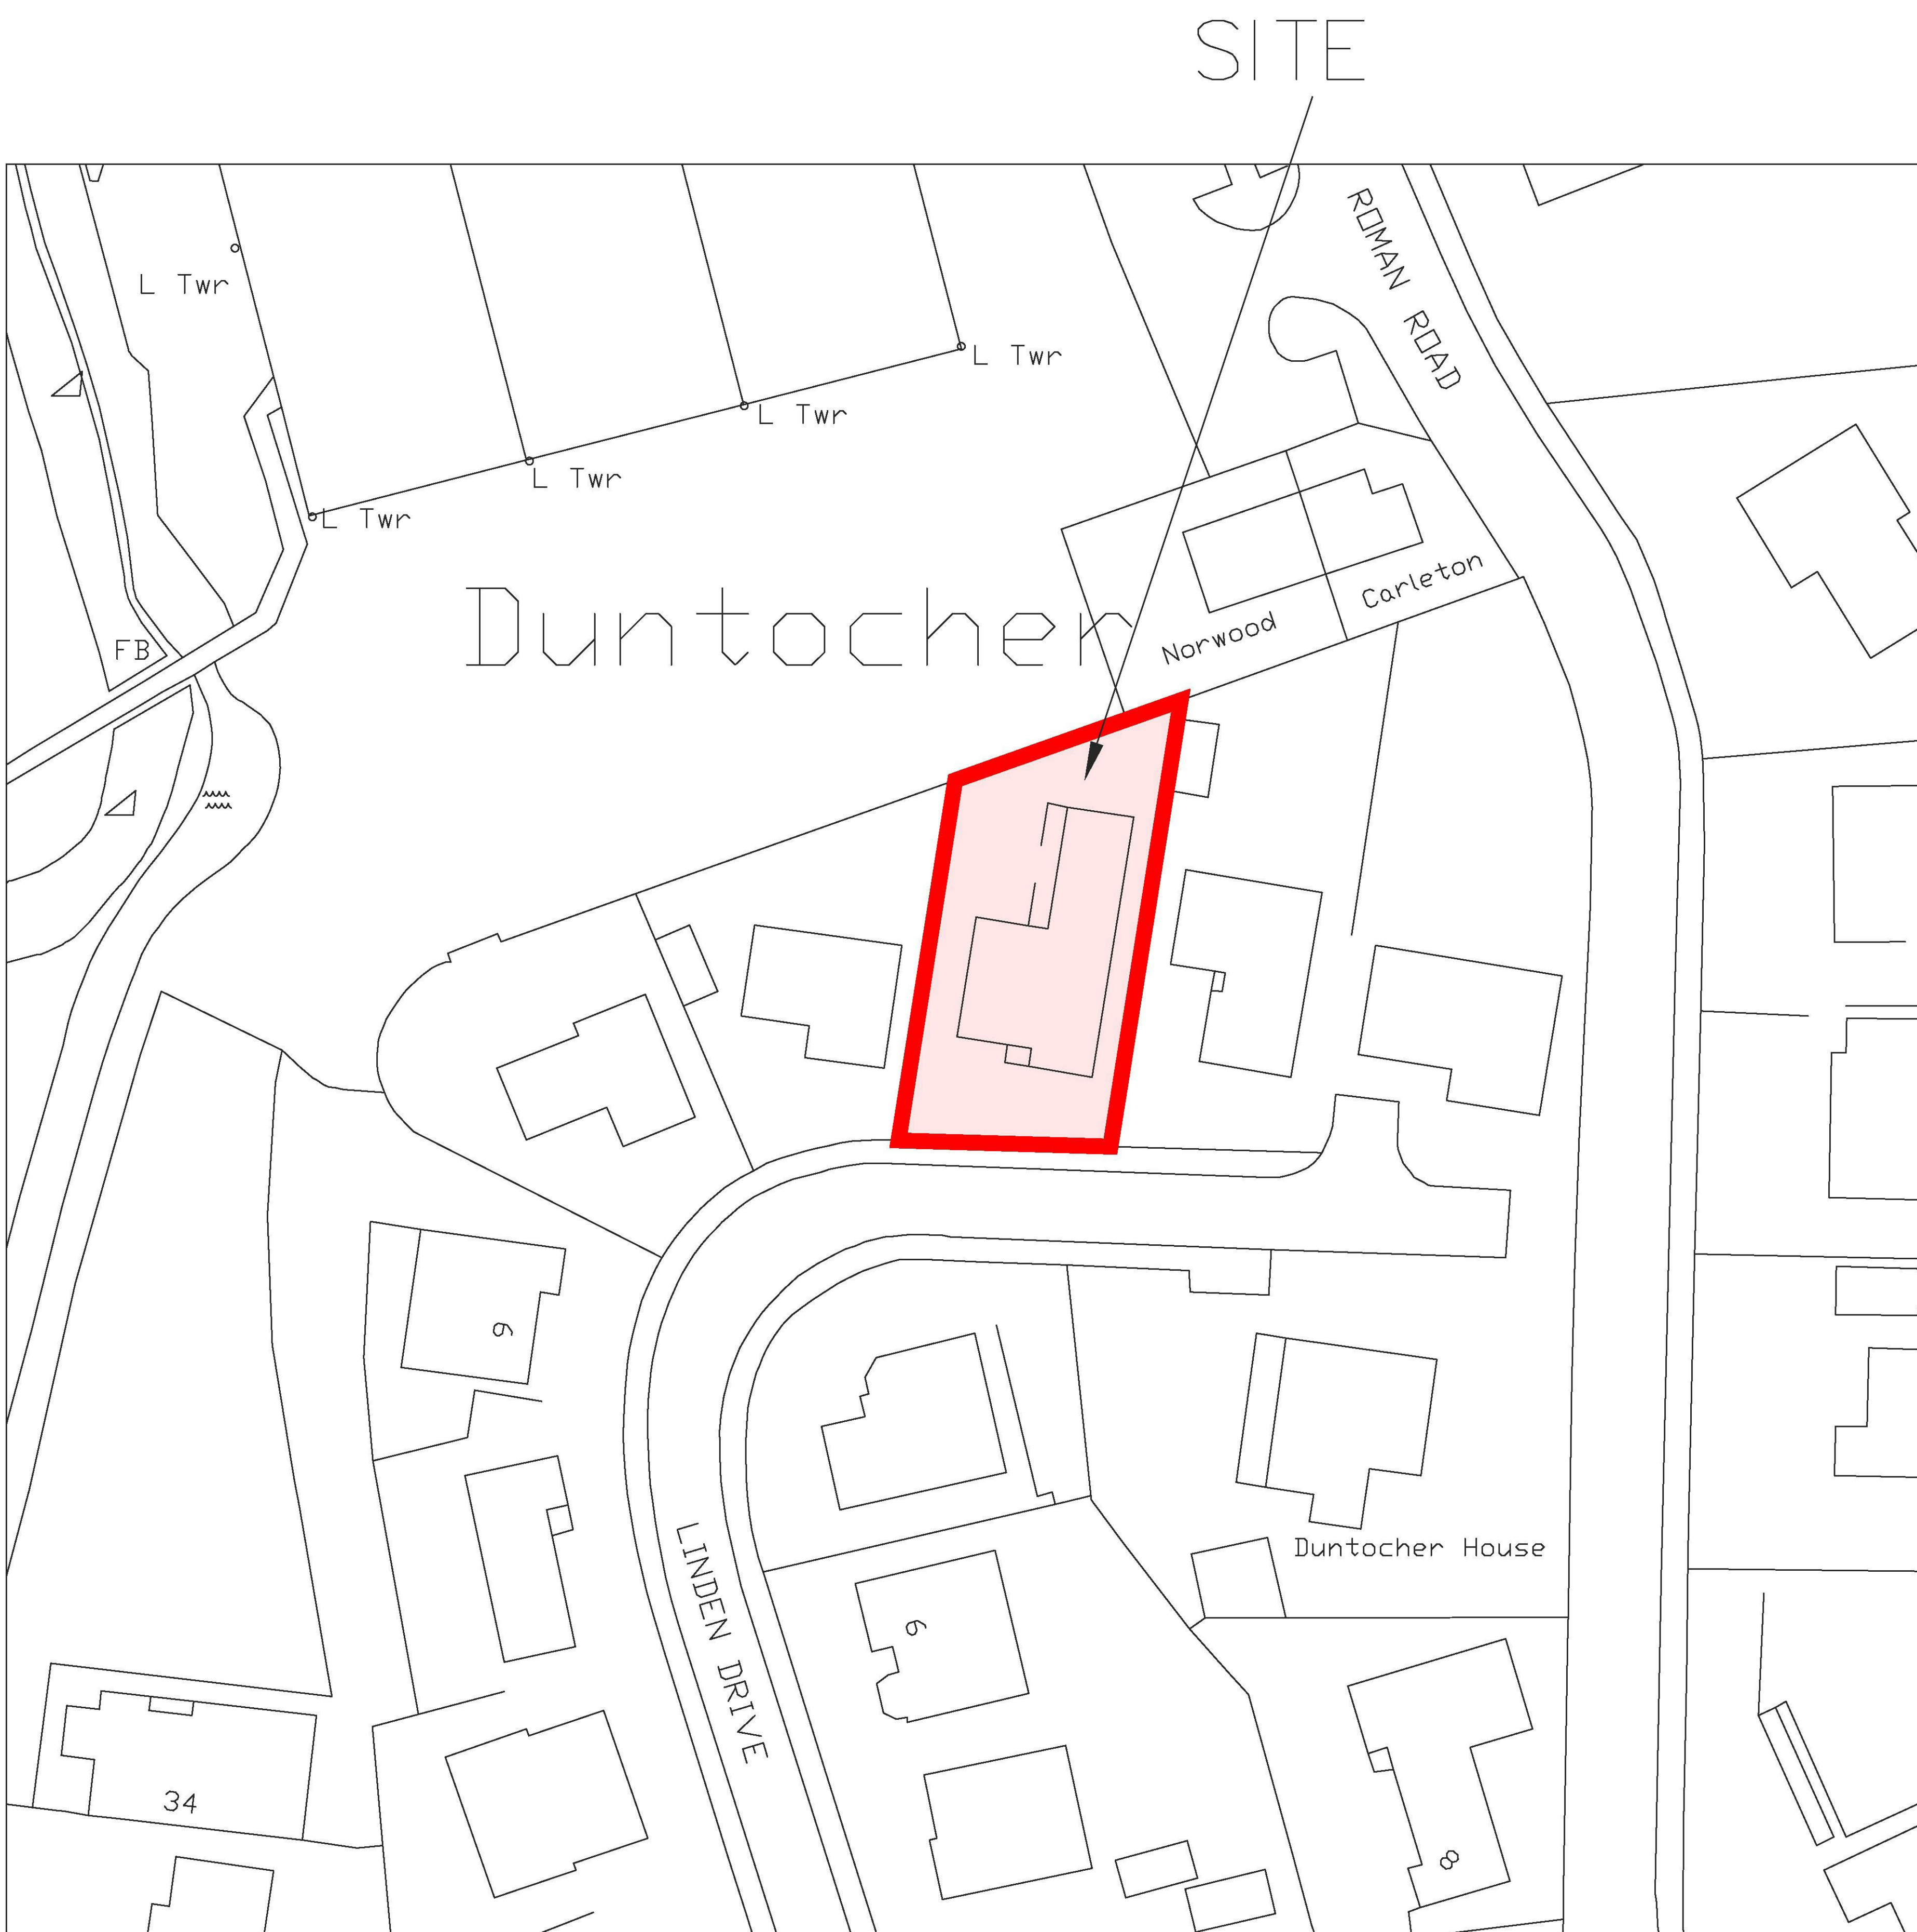 SITE
ROMAN ROAD
L Twr
L Twr
L Twr
L Twr
L Twr
Carleton
Norwood
Duntocher
FB
9
Duntocher House
LINDEN DRIVE
6
34
8